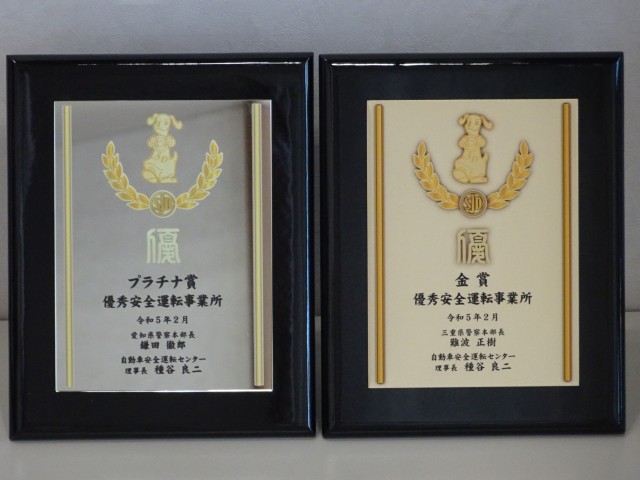 SJD
優
プラチナ賞
優秀安全運転事業所
令和5年2月
愛知県警察本部長
鎌田 徹郎
自動車安全運転センター
理事長 種谷 良二
SJD
優
金賞
優秀安全運転事業所
令和5年2月
三重県警察本部長
難波 正樹
自動車安全運転センター
理事長 種谷 良二